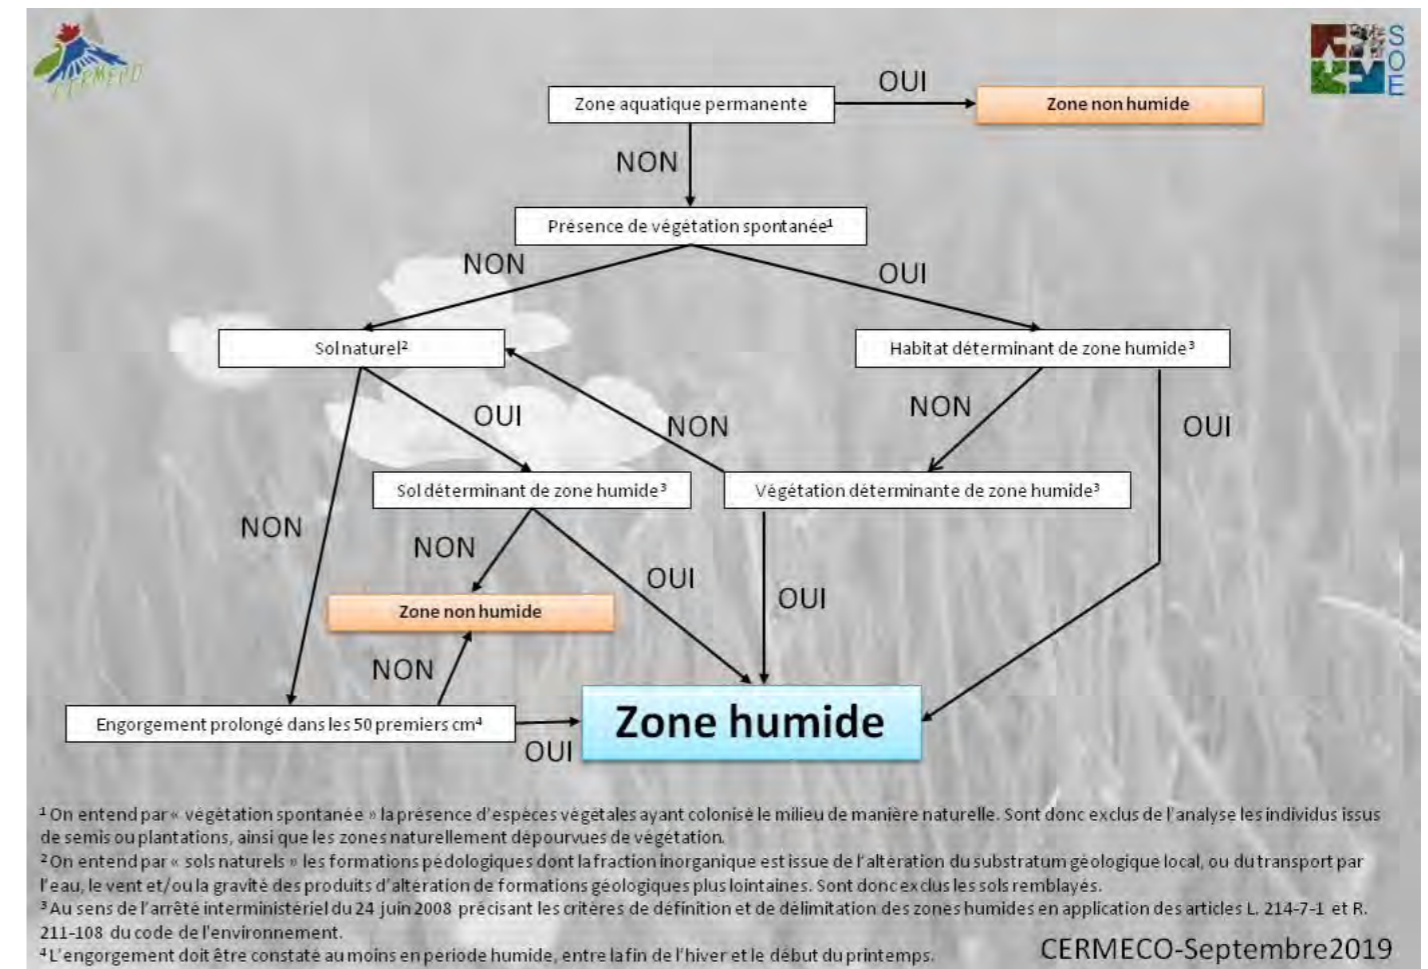 CERMECO
SOE
Zone aquatique permanente
OUI
Zone non humide
NON
Présence de végétation spontanée¹
NON
OUI
Sol naturel²
Habitat déterminant de zone humide³
OUI
NON
NON
OUI
Sol déterminant de zone humide³
Végétation déterminante de zone humide³
NON
NON
OUI
OUI
Zone non humide
NON
Engorgement prolongé dans les 50 premiers cm⁴
OUI
Zone humide
¹ On entend par « végétation spontanée » la présence d'espèces végétales ayant colonisé le milieu de manière naturelle. Sont donc exclus de l'analyse les individus issus
de semis ou plantations, ainsi que les zones naturellement dépourvues de végétation.
² On entend par « sols naturels » les formations pédologiques dont la fraction inorganique est issue de l'altération du substratum géologique local, ou du transport par
l'eau, le vent et/ou la gravité des produits d'altération de formations géologiques plus lointaines. Sont donc exclus les sols remblayés.
³ Au sens de l'arrêté interministériel du 24 juin 2008 précisant les critères de définition et de délimitation des zones humides en application des articles L. 214-7-1 et R.
211-108 du code de l'environnement.
⁴ L'engorgement doit être constaté au moins en période humide, entre la fin de l'hiver et le début du printemps.
CERMECO-Septembre2019